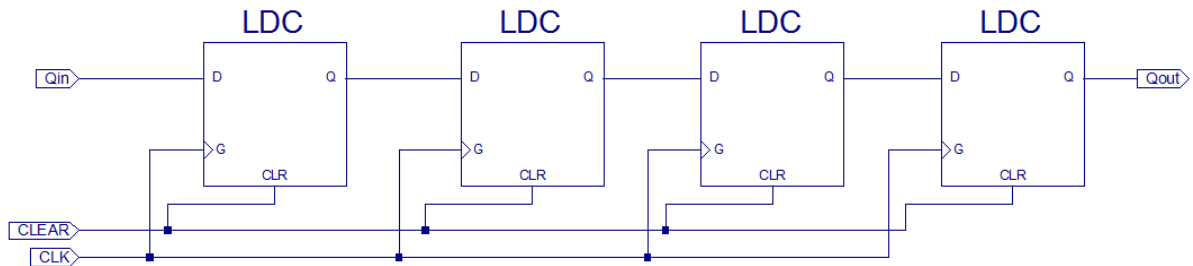 LDC LDC LDC LDC
Qin D Q D Q D Q D Q Qout
G G G G
CLR CLR CLR CLR
CLEAR
CLK